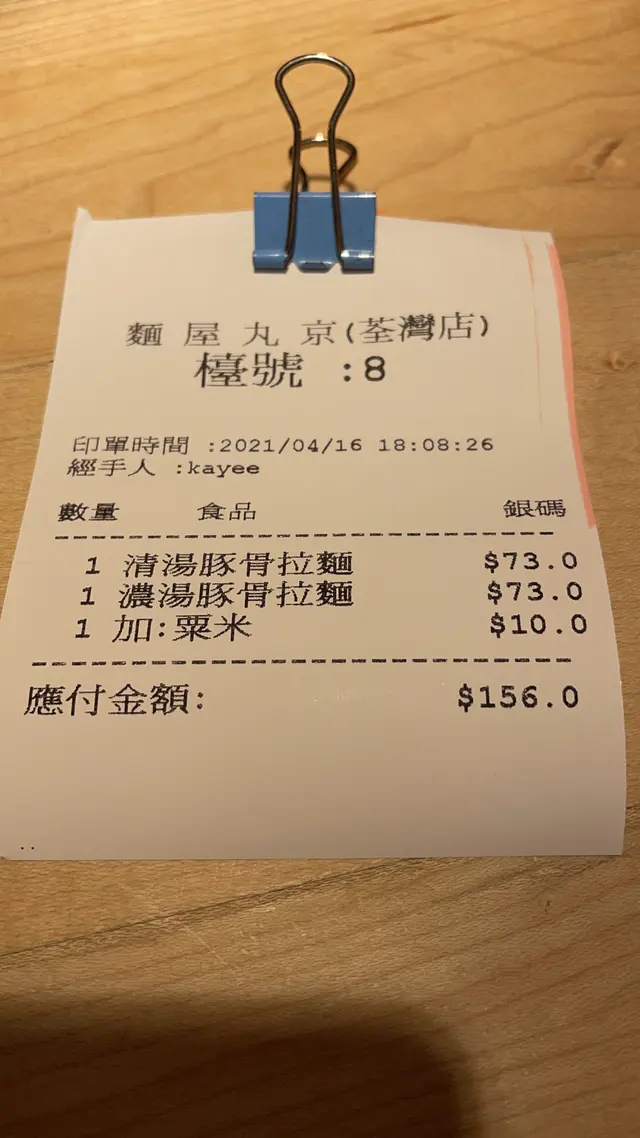 麵 屋 丸 京(荃灣店)
檯號 :8
印單時間 :2021/04/16 18:08:26
經手人 :kayee
數量 食品 銀碼
1 清湯豚骨拉麵 $73.0
1 濃湯豚骨拉麵 $73.0
1 加:粟米 $10.0
應付金額: $156.0
..